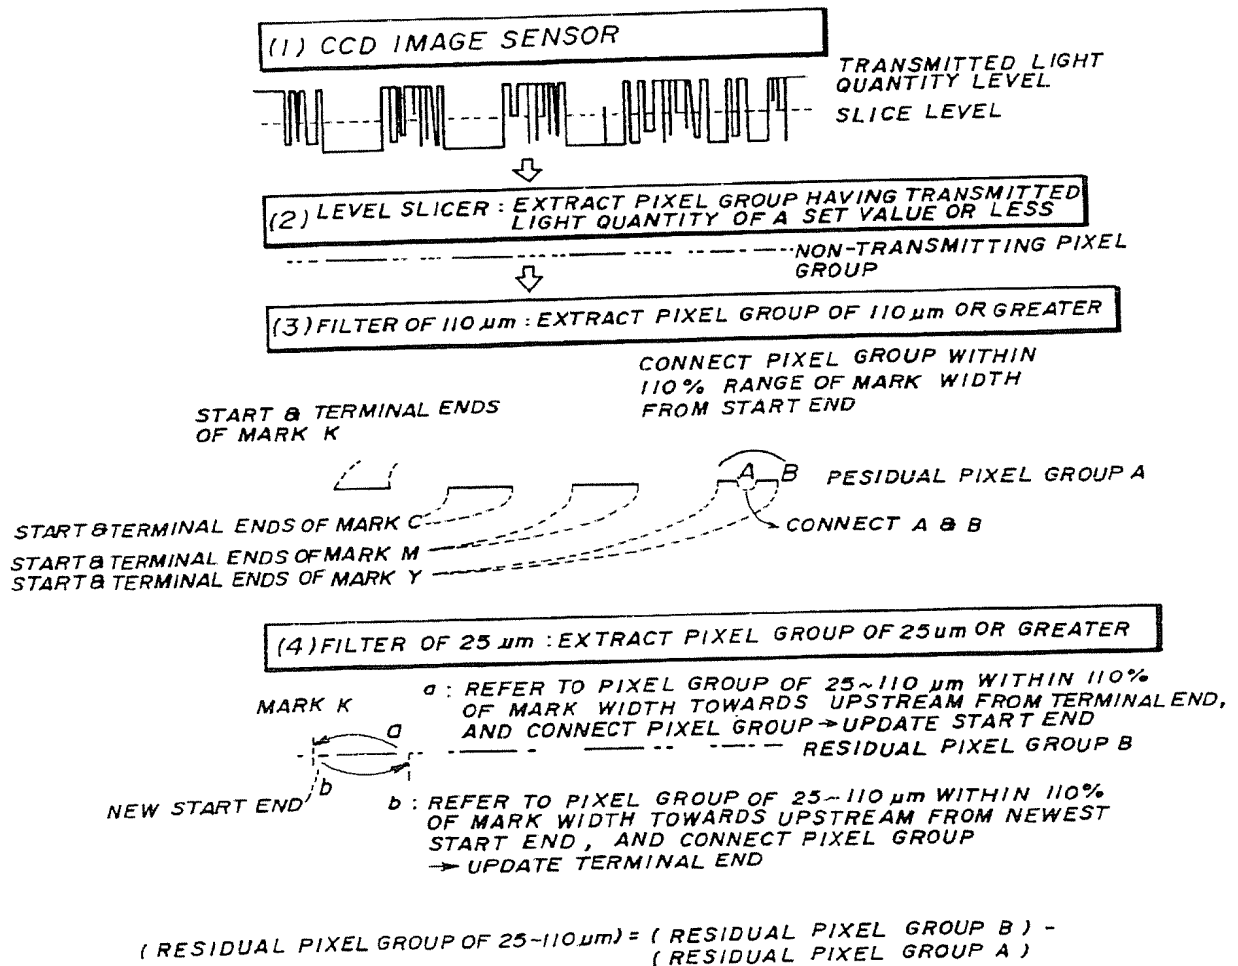 (1) CCD IMAGE SENSOR
TRANSMITTED LIGHT
QUANTITY LEVEL
SLICE LEVEL
(2) LEVEL SLICER : EXTRACT PIXEL GROUP HAVING TRANSMITTED
LIGHT QUANTITY OF A SET VALUE OR LESS
NON-TRANSMITTING PIXEL
GROUP
(3) FILTER OF 110 μm : EXTRACT PIXEL GROUP OF 110 μm OR GREATER
CONNECT PIXEL GROUP WITHIN
110% RANGE OF MARK WIDTH
FROM START END
START & TERMINAL ENDS
OF MARK K
A B PESIDUAL PIXEL GROUP A
START & TERMINAL ENDS OF MARK C
CONNECT A & B
START & TERMINAL ENDS OF MARK M
START & TERMINAL ENDS OF MARK Y
(4) FILTER OF 25 μm : EXTRACT PIXEL GROUP OF 25um OR GREATER
MARK K
a : REFER TO PIXEL GROUP OF 25~110 μm WITHIN 110%
OF MARK WIDTH TOWARDS UPSTREAM FROM TERMINAL END,
AND CONNECT PIXEL GROUP → UPDATE START END
a
RESIDUAL PIXEL GROUP B
b
NEW START END
b : REFER TO PIXEL GROUP OF 25~110 μm WITHIN 110%
OF MARK WIDTH TOWARDS UPSTREAM FROM NEWEST
START END, AND CONNECT PIXEL GROUP
→ UPDATE TERMINAL END
(RESIDUAL PIXEL GROUP OF 25~110μm) = (RESIDUAL PIXEL GROUP B) -
(RESIDUAL PIXEL GROUP A)